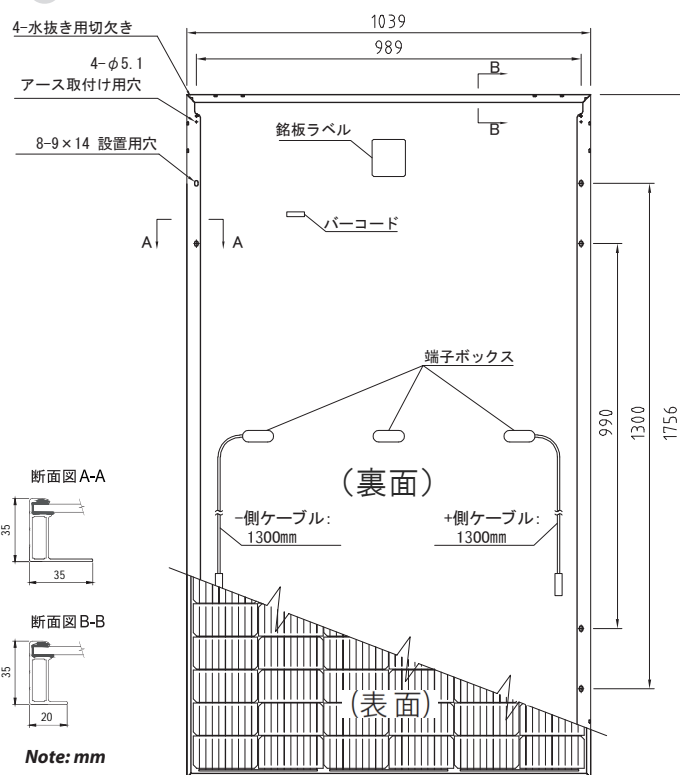 1039
4-水抜き用切欠き
989
B
4-φ5.1
アース取付け用穴
B
銘板ラベル
8-9×14 設置用穴
バーコード
A
A
端子ボックス
990
1300
1756
(裏面)
断面図A-A
-側ケーブル:
1300mm
+側ケーブル:
1300mm
35
35
断面図B-B
35
20
(表面)
Note: mm